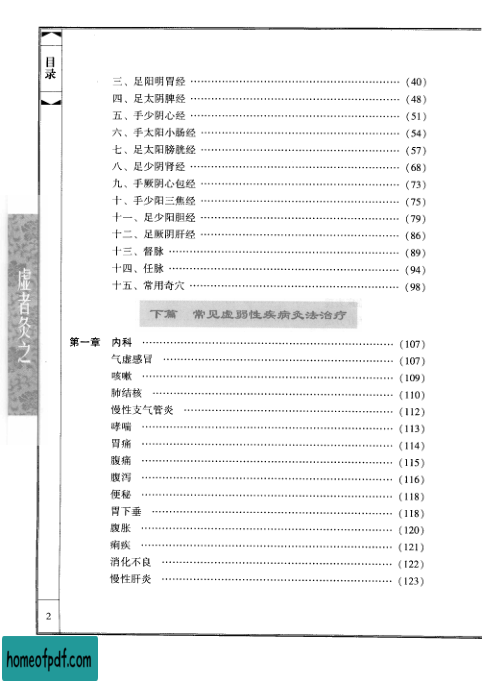 目录
三、足阳明胃经 …… (40)
四、足太阴脾经 …… (48)
五、手少阴心经 …… (51)
六、手太阳小肠经 …… (54)
七、足太阳膀胱经 …… (57)
八、足少阴肾经 …… (68)
九、手厥阴心包经 …… (73)
十、手少阳三焦经 …… (75)
十一、足少阳胆经 …… (79)
十二、足厥阴肝经 …… (86)
十三、督脉 …… (89)
十四、任脉 …… (94)
十五、常用奇穴 …… (98)
下篇 常见虚弱性疾病灸法治疗
第一章 内科 …… (107)
气虚感冒 …… (107)
咳嗽 …… (109)
肺结核 …… (110)
慢性支气管炎 …… (112)
哮喘 …… (113)
胃痛 …… (114)
腹痛 …… (115)
腹泻 …… (116)
便秘 …… (118)
胃下垂 …… (118)
腹胀 …… (120)
痢疾 …… (121)
消化不良 …… (122)
慢性肝炎 …… (123)
虚者灸之
2
homeofpdf.com